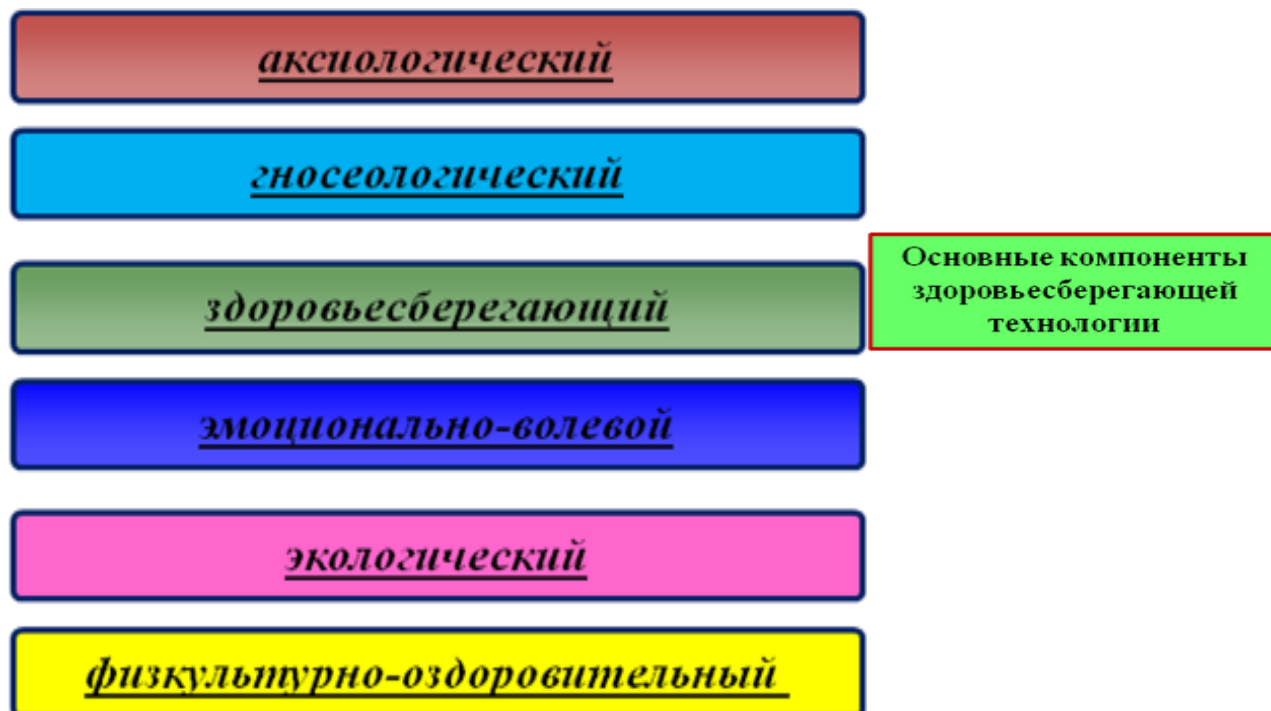 аксиологический
гносеологический
здоровьесберегающий
Основные компоненты
здоровьесберегающей
технологии
эмоционально-волевой
экологический
физкультурно-оздоровительный